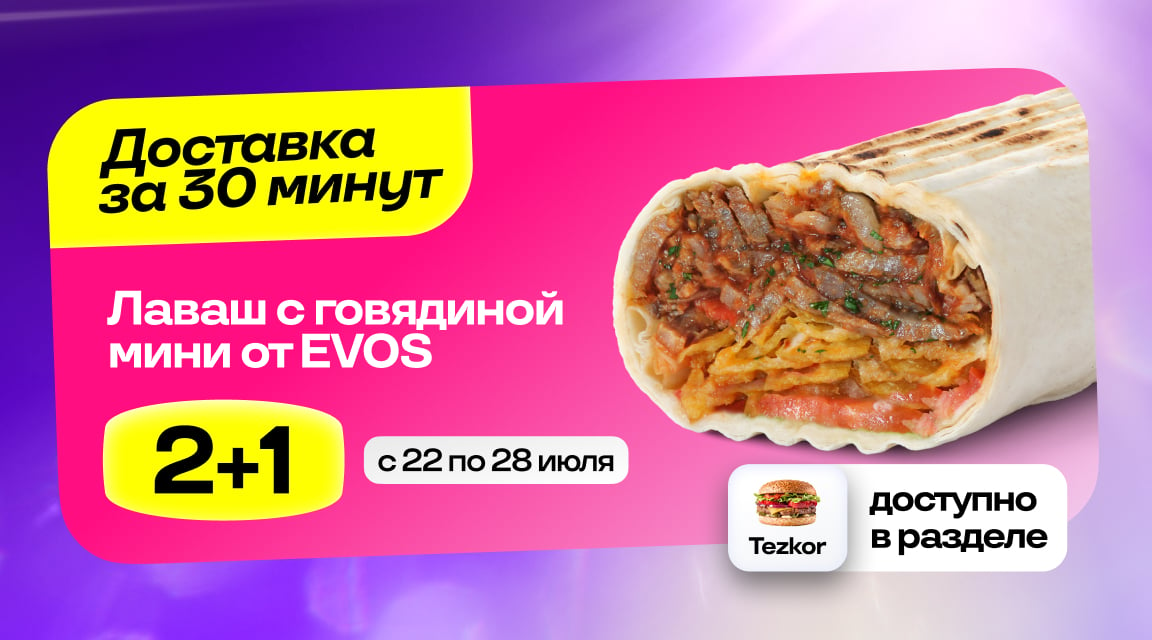 Доставка
за 30 минут
Лаваш с говядиной
мини от EVOS
2+1
с 22 по 28 июля
Tezkor
доступно
в разделе